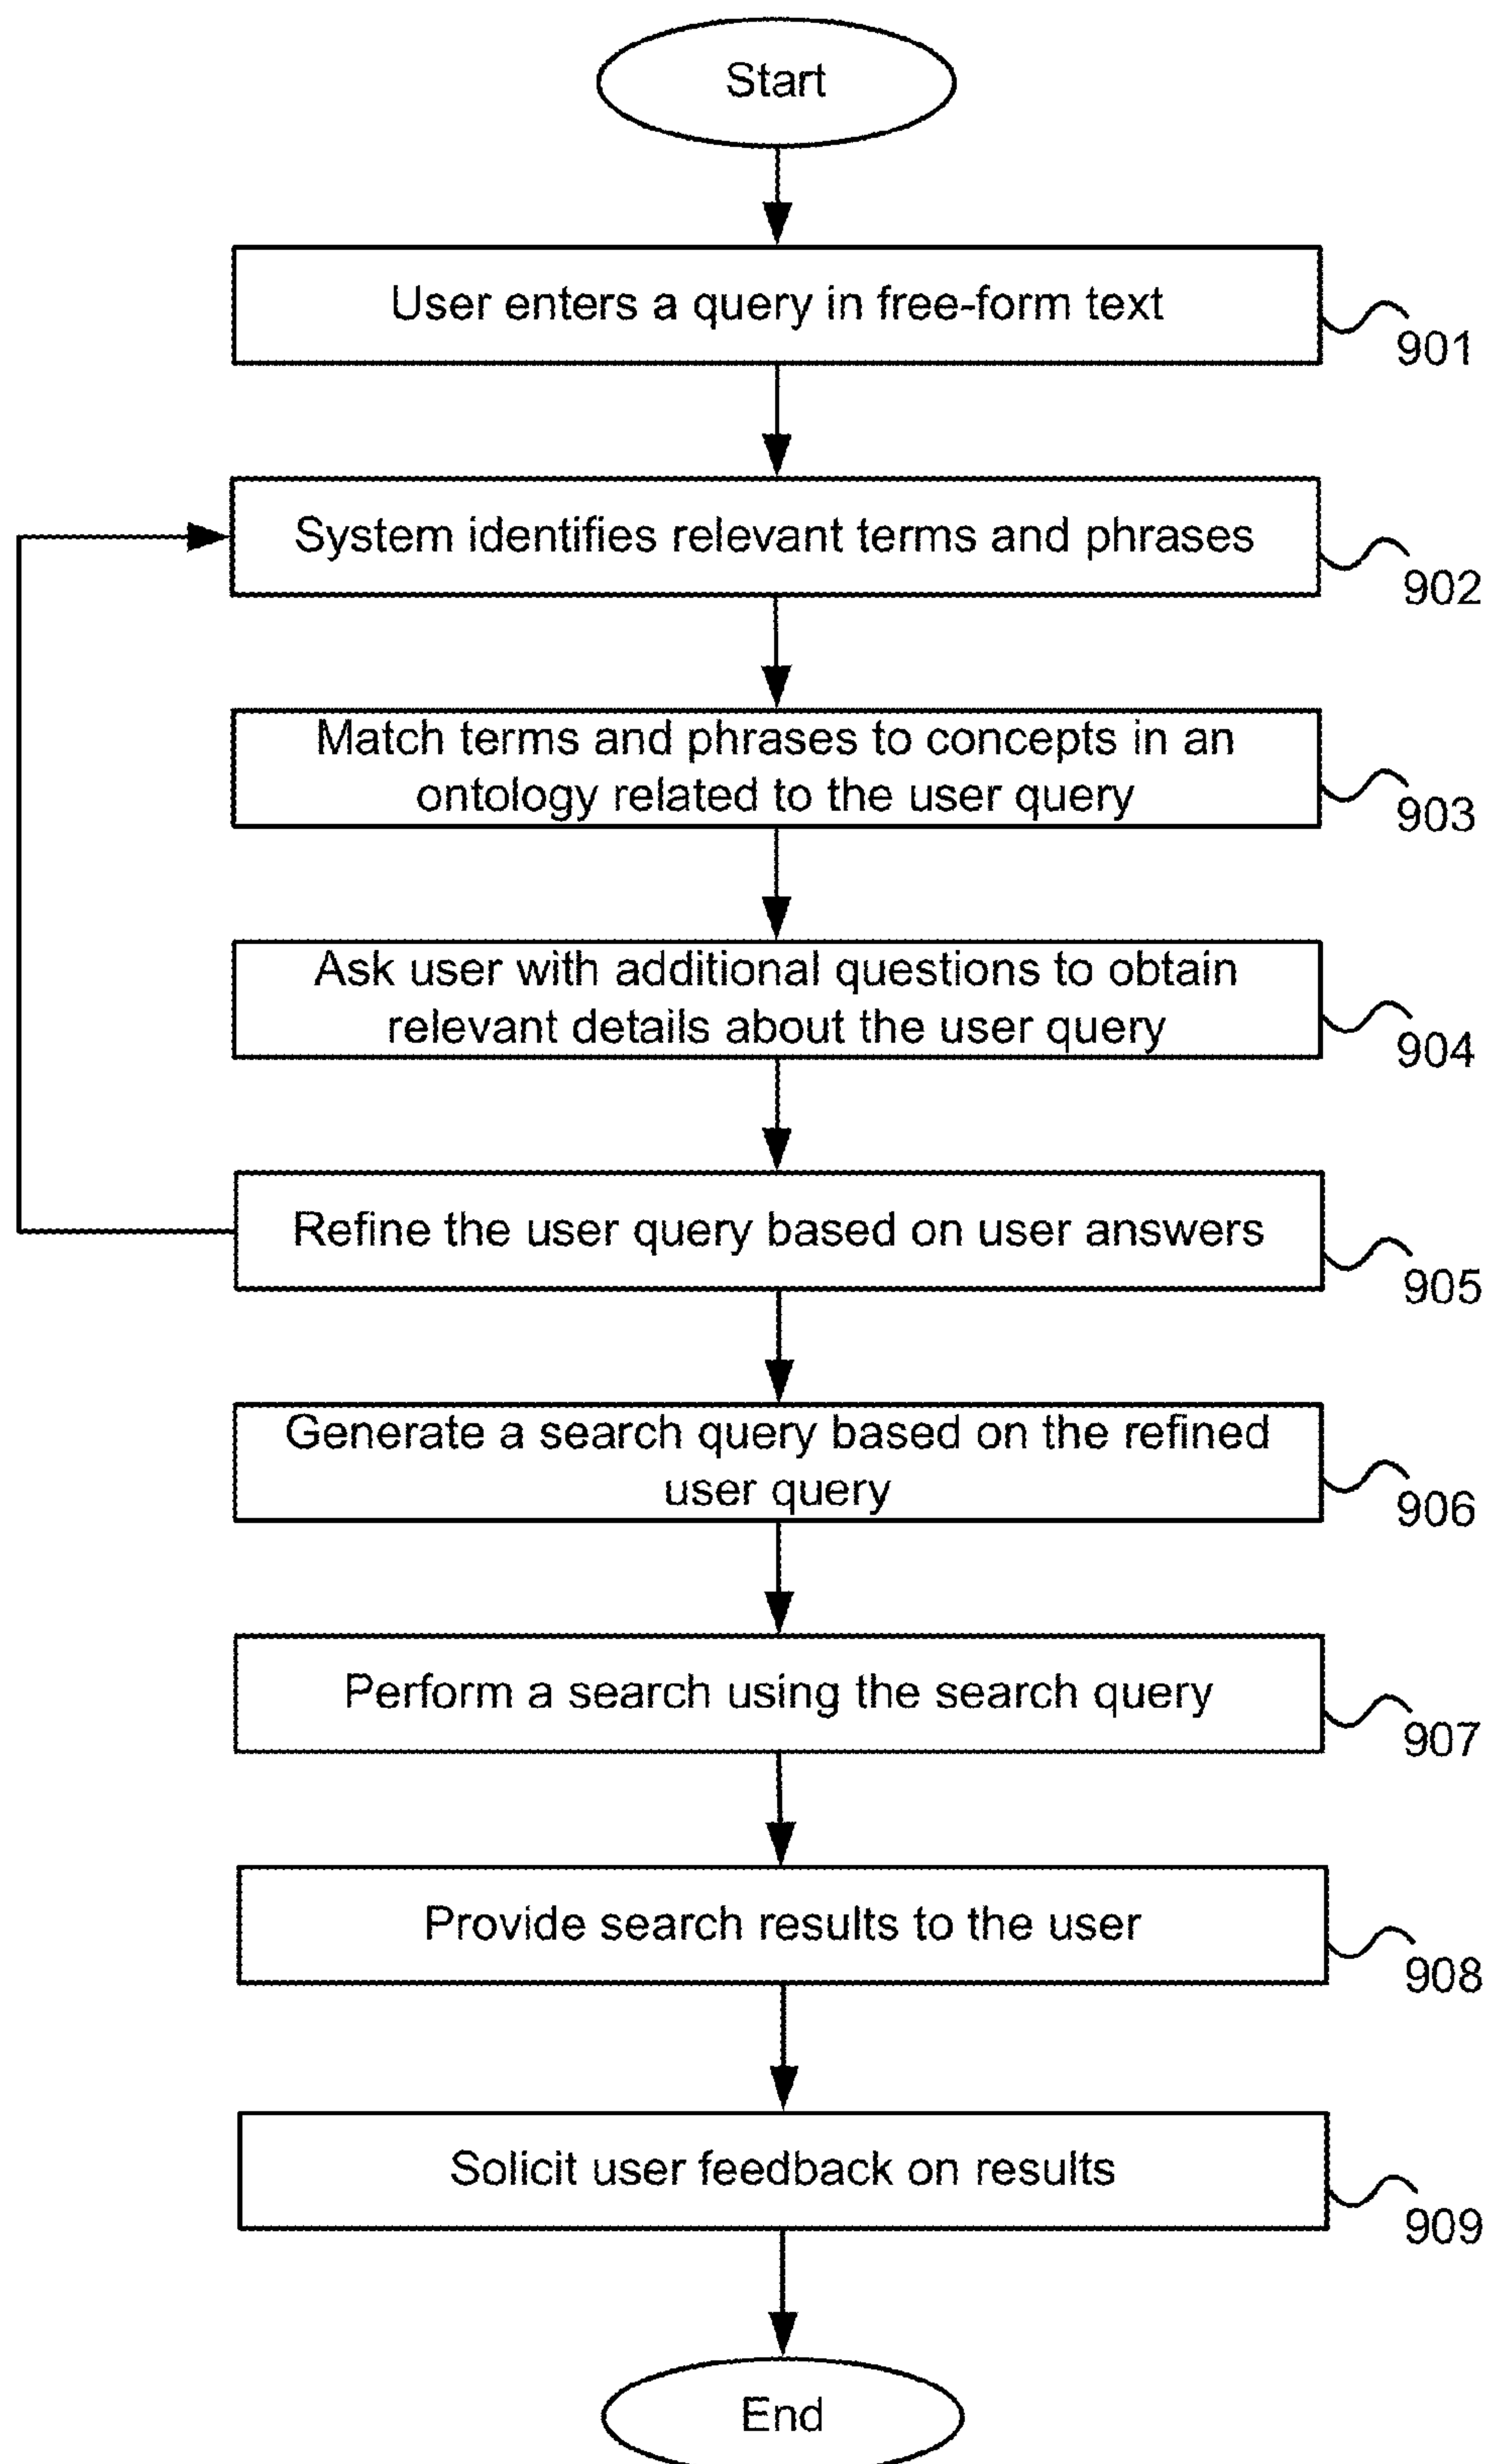 Start
User enters a query in free-form text
901
System identifies relevant terms and phrases
902
Match terms and phrases to concepts in an
ontology related to the user query
903
Ask user with additional questions to obtain
relevant details about the user query
904
Refine the user query based on user answers
905
Generate a search query based on the refined
user query
906
Perform a search using the search query
907
Provide search results to the user
908
Solicit user feedback on results
909
End